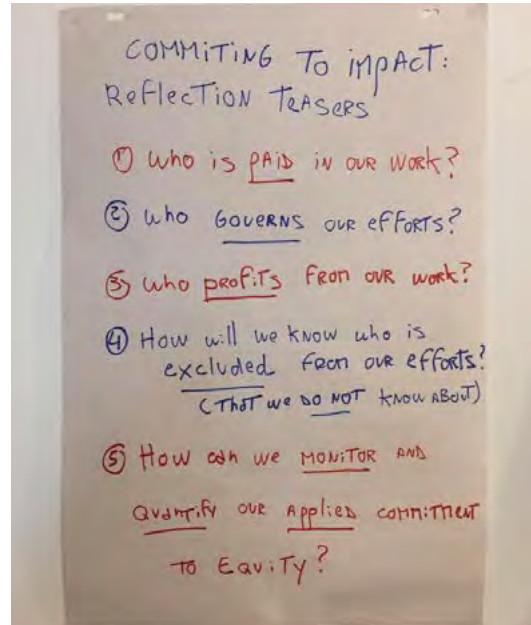 COMMITING TO IMPACT:
REFLECTION TEASERS
① Who is PAID IN OUR WORK?
② Who GOVERNS OUR EFFORTS?
③ Who PROFITS FROM OUR WORK?
④ How will we KNOW who is
excluded FROM OUR EFFORTS?
(THAT we DO NOT KNOW ABOUT)
⑤ How can we MONITOR AND
Quantify OUR Applied COMMITMENT
TO EQUITY?